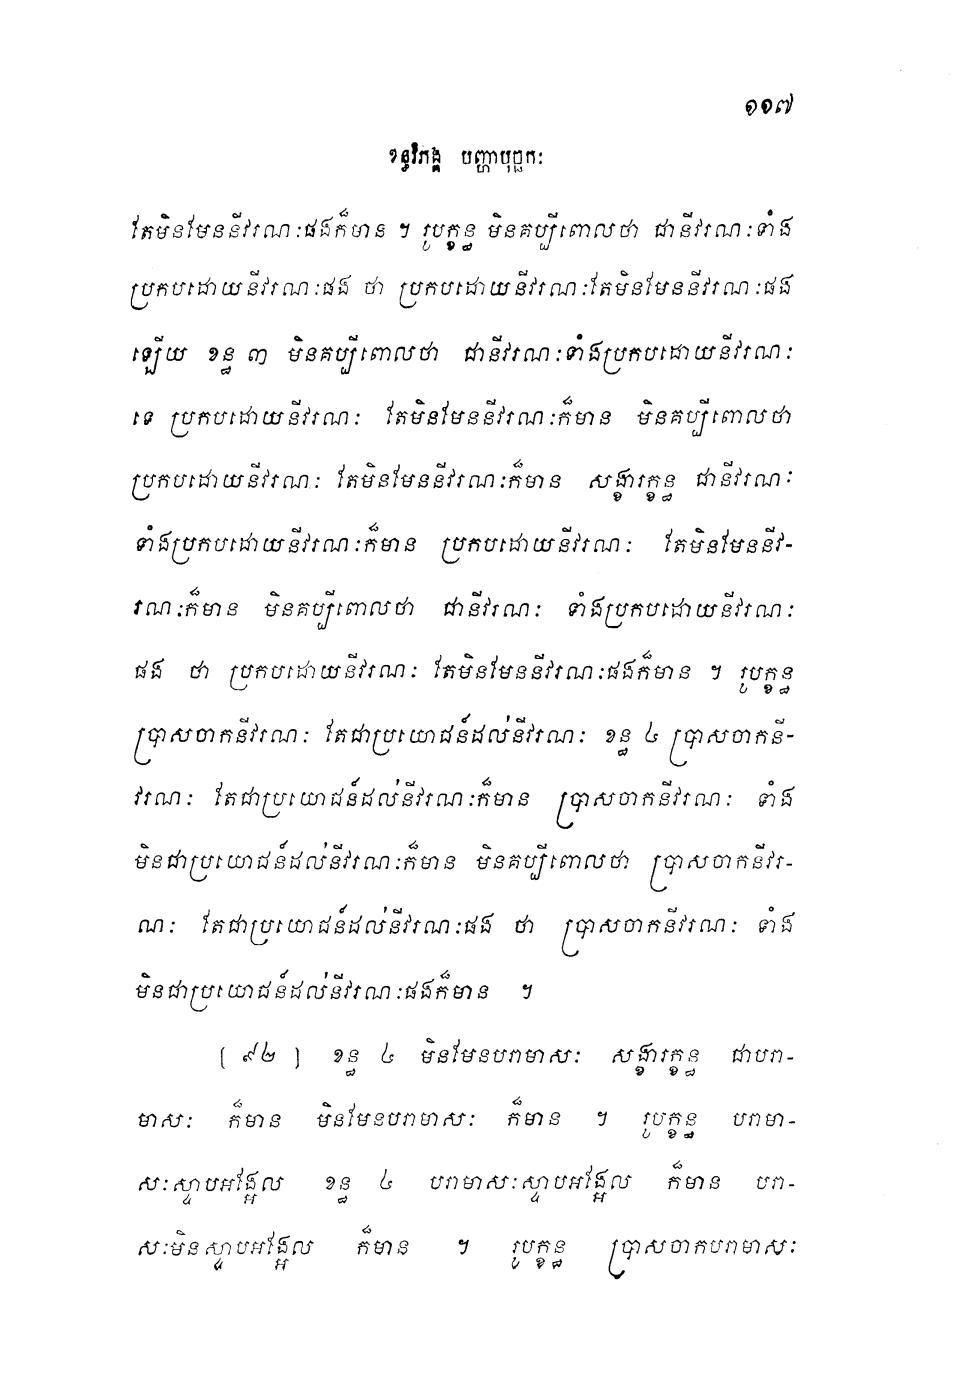 ១១៧
ខន្ធវិភង្គ បញ្ហាបុច្ឆកៈ
តែមិនមែននីវរណៈផងក៏មាន ។ រូបក្ខន្ធ មិនគប្បីពោលថា ជានីវរណៈទាំង
ប្រកបដោយនីវរណៈផង ថា ប្រកបដោយនីវរណៈតែមិនមែននីវរណៈផង
ឡើយ ខន្ធ ៣ មិនគប្បីពោលថា ជានីវរណៈទាំងប្រកបដោយនីវរណៈ
ទេ ប្រកបដោយនីវរណៈ តែមិនមែននីវរណៈក៏មាន មិនគប្បីពោលថា
ប្រកបដោយនីវរណៈ តែមិនមែននីវរណៈក៏មាន សង្ខារក្ខន្ធ ជានីវរណៈ
ទាំងប្រកបដោយនីវរណៈក៏មាន ប្រកបដោយនីវរណៈ តែមិនមែននីវ-
រណៈក៏មាន មិនគប្បីពោលថា ជានីវរណៈ ទាំងប្រកបដោយនីវរណៈ
ផង ថា ប្រកបដោយនីវរណៈ តែមិនមែននីវរណៈផងក៏មាន ។ រូបក្ខន្ធ
ប្រាសចាកនីវរណៈ តែជាប្រយោជន៍ដល់នីវរណៈ ខន្ធ ៤ ប្រាសចាកនី-
វរណៈ តែជាប្រយោជន៍ដល់នីវរណៈក៏មាន ប្រាសចាកនីវរណៈ ទាំង
មិនជាប្រយោជន៍ដល់នីវរណៈក៏មាន មិនគប្បីពោលថា ប្រាសចាកនីវរ-
ណៈ តែជាប្រយោជន៍ដល់នីវរណៈផង ថា ប្រាសចាកនីវរណៈ ទាំង
មិនជាប្រយោជន៍ដល់នីវរណៈផងក៏មាន ។
[ ៩២ ] ខន្ធ ៤ មិនមែនបរាមាសៈ សង្ខារក្ខន្ធ ជាបរា-
មាសៈ ក៏មាន មិនមែនបរាមាសៈ ក៏មាន ។ រូបក្ខន្ធ បរាមា-
សៈស្ទាបអង្អែល ខន្ធ ៤ បរាមាសៈស្ទាបអង្អែល ក៏មាន បរា-
សៈមិនស្ទាបអង្អែល ក៏មាន ។ រូបក្ខន្ធ ប្រាសចាកបរាមាសៈ